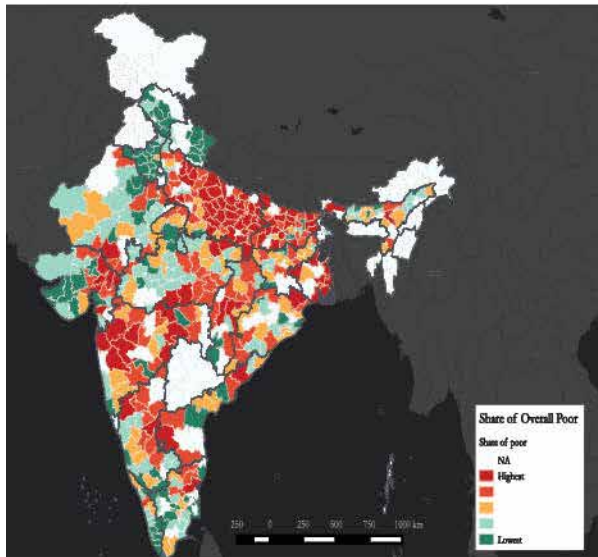 Share of Overall Poor
Share of poor
NA
Highest
Lowest
250 0 250 500 750 1000 km